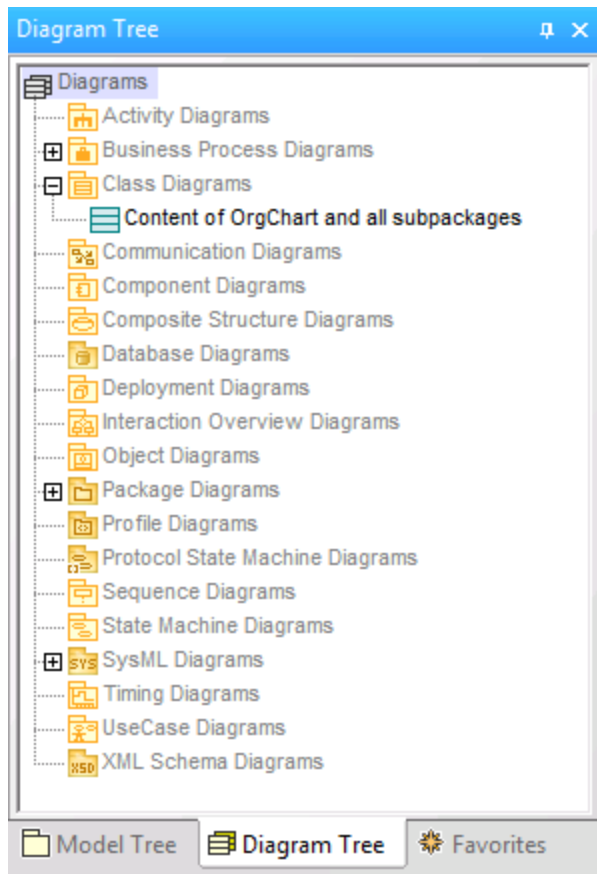 Diagram Tree
Diagrams
Activity Diagrams
Business Process Diagrams
Class Diagrams
Content of OrgChart and all subpackages
Communication Diagrams
Component Diagrams
Composite Structure Diagrams
Database Diagrams
Deployment Diagrams
Interaction Overview Diagrams
Object Diagrams
Package Diagrams
Profile Diagrams
Protocol State Machine Diagrams
Sequence Diagrams
State Machine Diagrams
SYS SysML Diagrams
Timing Diagrams
UseCase Diagrams
XSD XML Schema Diagrams
Model Tree Diagram Tree Favorites